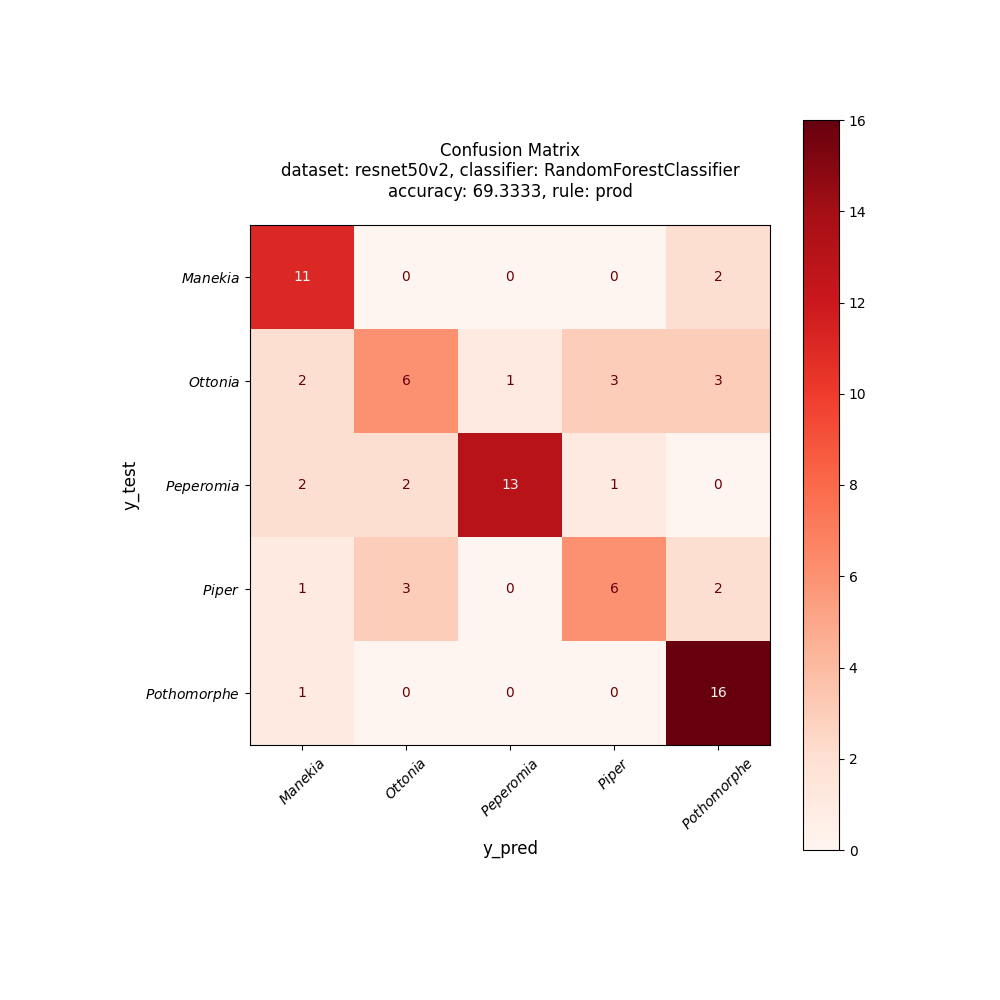 Confusion Matrix
dataset: resnet50v2, classifier: RandomForestClassifier
accuracy: 69.3333, rule: prod
16
14
12
10
8
6
4
2
0
y_test
Manekia 11 0 0 0 2
Ottonia 2 6 1 3 3
Peperomia 2 2 13 1 0
Piper 1 3 0 6 2
Pothomorphe 1 0 0 0 16
Manekia Ottonia Peperomia Piper Pothomorphe
y_pred